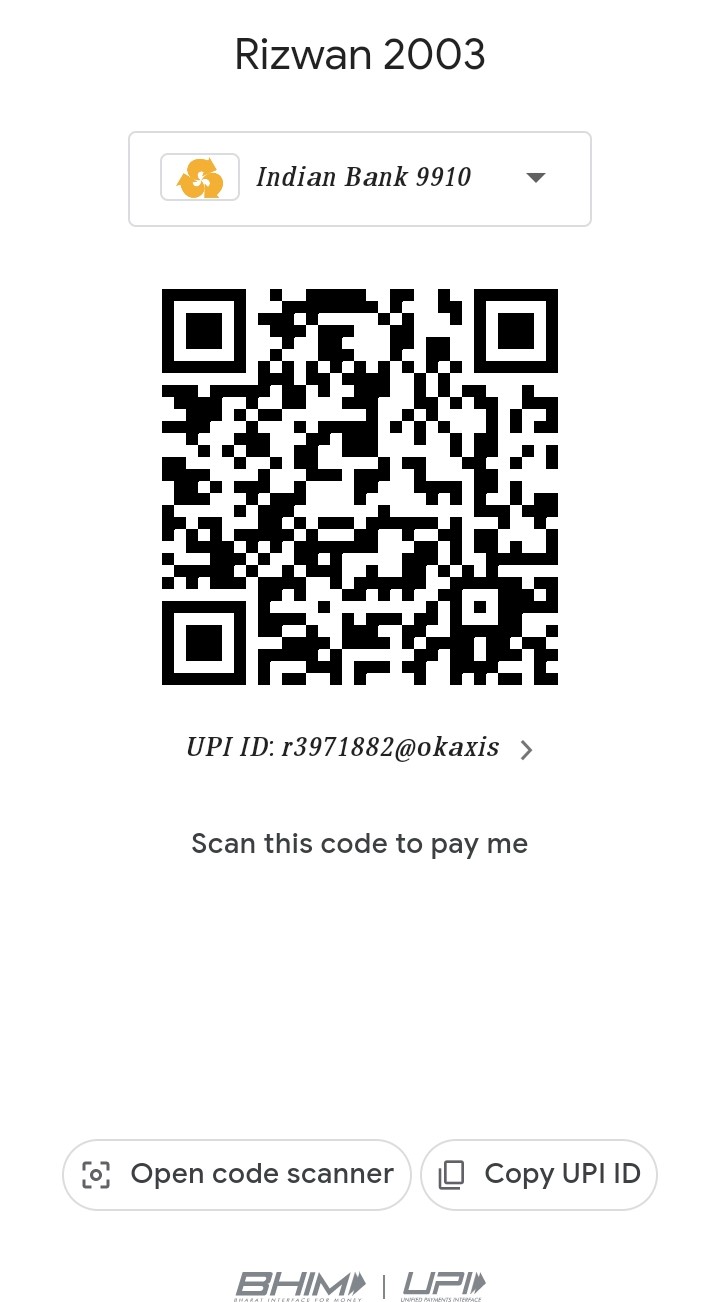 Rizwan 2003
Indian Bank 9910
UPI ID: r3971882@okaxis
Scan this code to pay me
Open code scanner
Copy UPI ID
BHIM
BHARAT INTERFACE FOR MONEY
UPI
UNIFIED PAYMENTS INTERFACE